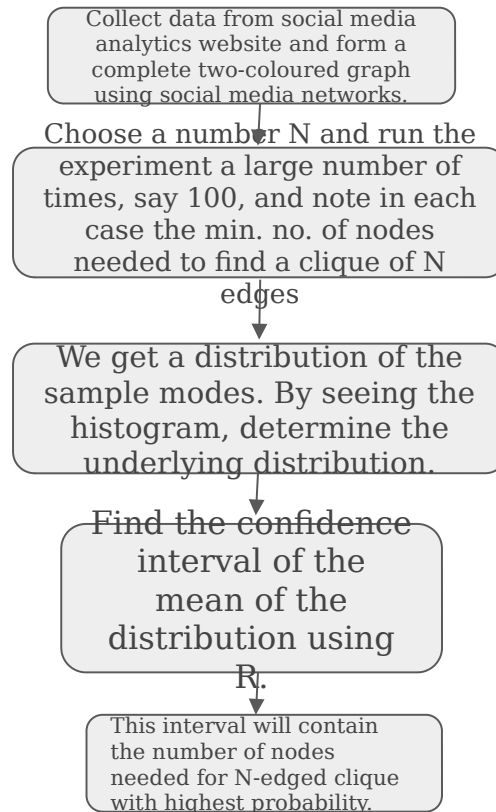 Collect data from social media
analytics website and form a
complete two-coloured graph
using social media networks.
Choose a number N and run the
experiment a large number of
times, say 100, and note in each
case the min. no. of nodes
needed to find a clique of N
edges
We get a distribution of the
sample modes. By seeing the
histogram, determine the
underlying distribution.
Find the confidence
interval of the
mean of the
distribution using
R.
This interval will contain
the number of nodes
needed for N-edged clique
with highest probability.